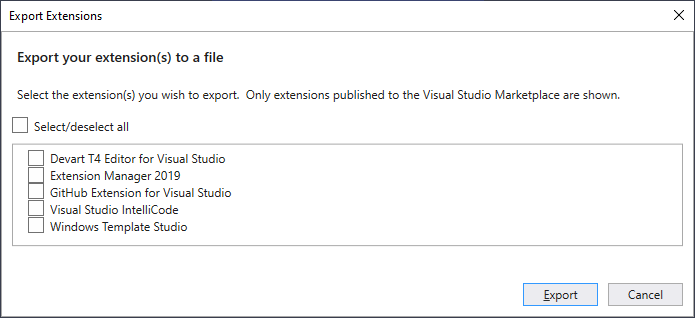 Export Extensions
Export your extension(s) to a file
Select the extension(s) you wish to export.  Only extensions published to the Visual Studio Marketplace are shown.
Select/deselect all
Devart T4 Editor for Visual Studio
Extension Manager 2019
GitHub Extension for Visual Studio
Visual Studio IntelliCode
Windows Template Studio
Export Cancel